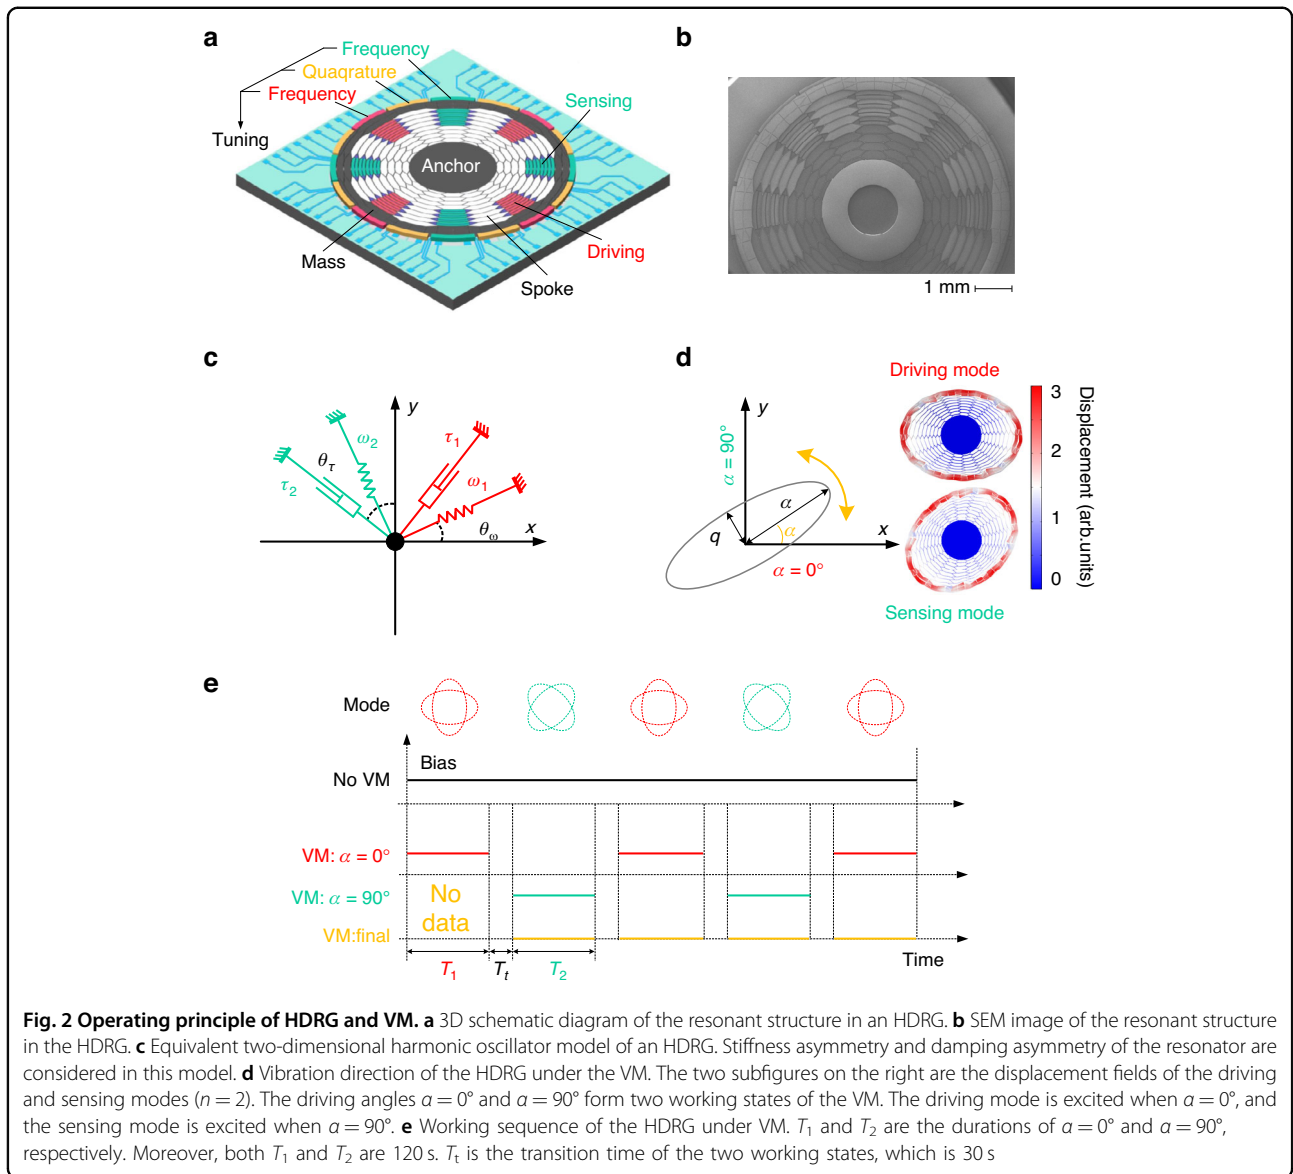 a
Frequency
Quaqrature
Frequency
Tuning
Sensing
Anchor
Driving
Mass
Spoke
b
1 mm
c
y
ω2
τ1
θτ
τ2
ω1
x
θω
d
Driving mode
y
α = 90°
α
α
q
x
α = 0°
Sensing mode
3
2
1
0
Displacement (arb.units)
e
Mode
Bias
No VM
VM: α = 0°
VM: α = 90°
No
data
VM:final
Time
T1
Tt
T2
Fig. 2 Operating principle of HDRG and VM. a 3D schematic diagram of the resonant structure in an HDRG. b SEM image of the resonant structure
in the HDRG. c Equivalent two-dimensional harmonic oscillator model of an HDRG. Stiffness asymmetry and damping asymmetry of the resonator are
considered in this model. d Vibration direction of the HDRG under the VM. The two subfigures on the right are the displacement fields of the driving
and sensing modes (n = 2). The driving angles α = 0° and α = 90° form two working states of the VM. The driving mode is excited when α = 0°, and
the sensing mode is excited when α = 90°. e Working sequence of the HDRG under VM. T1 and T2 are the durations of α = 0° and α = 90°,
respectively. Moreover, both T1 and T2 are 120 s. Tt is the transition time of the two working states, which is 30 s